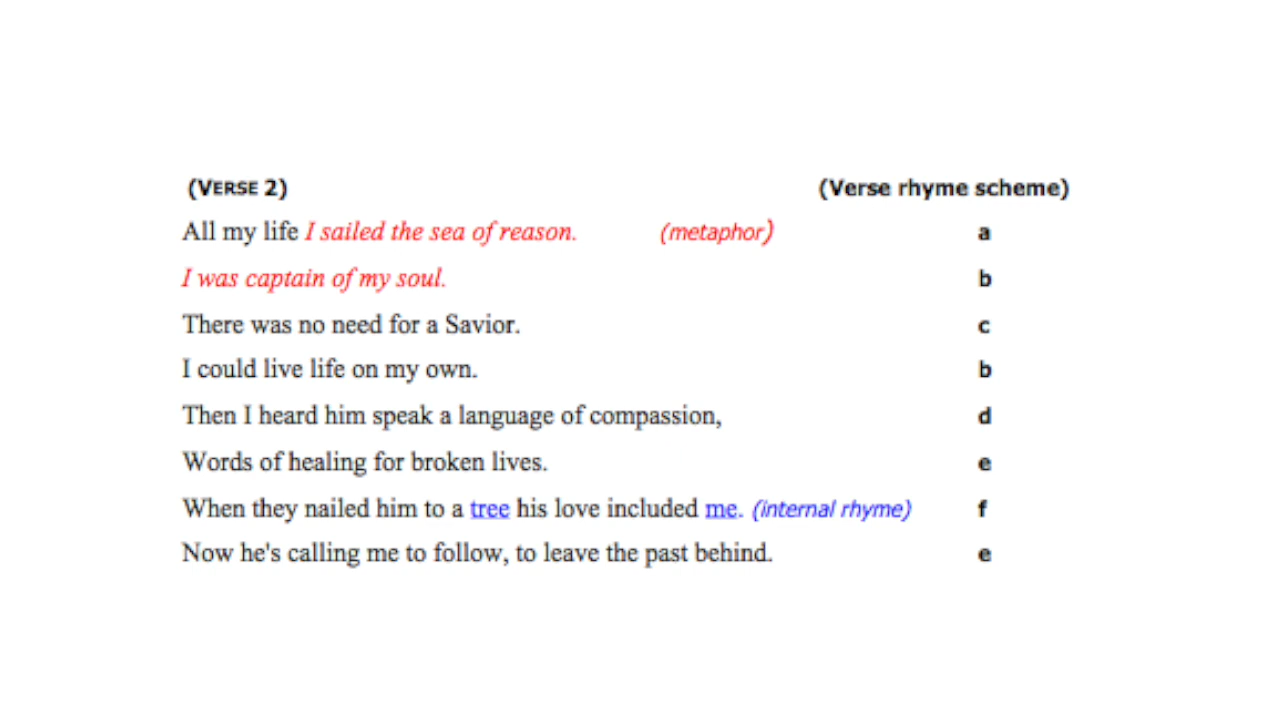 (VERSE 2) (Verse rhyme scheme)
All my life I sailed the sea of reason. (metaphor) a
I was captain of my soul. b
There was no need for a Savior. c
I could live life on my own. b
Then I heard him speak a language of compassion, d
Words of healing for broken lives. e
When they nailed him to a tree his love included me. (internal rhyme) f
Now he's calling me to follow, to leave the past behind. e